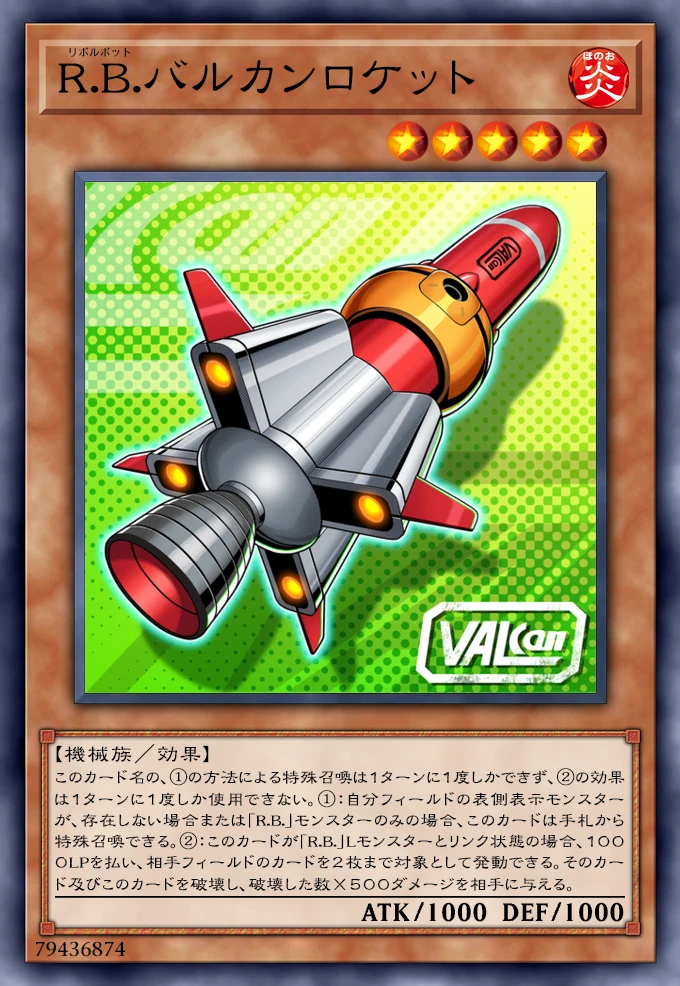 リボルボット
R.B.バルカンロケット
ほのお
炎
VALCan
VALCan
【機械族／効果】
このカード名の、①の方法による特殊召喚は1ターンに1度しかできず、②の効果
は1ターンに1度しか使用できない。①：自分フィールドの表側表示モンスター
が、存在しない場合または「R.B.」モンスターのみの場合、このカードは手札から
特殊召喚できる。②：このカードが「R.B.」Lモンスターとリンク状態の場合、100
0LPを払い、相手フィールドのカードを2枚まで対象として発動できる。そのカー
ド及びこのカードを破壊し、破壊した数×500ダメージを相手に与える。
ATK/1000 DEF/1000
79436874